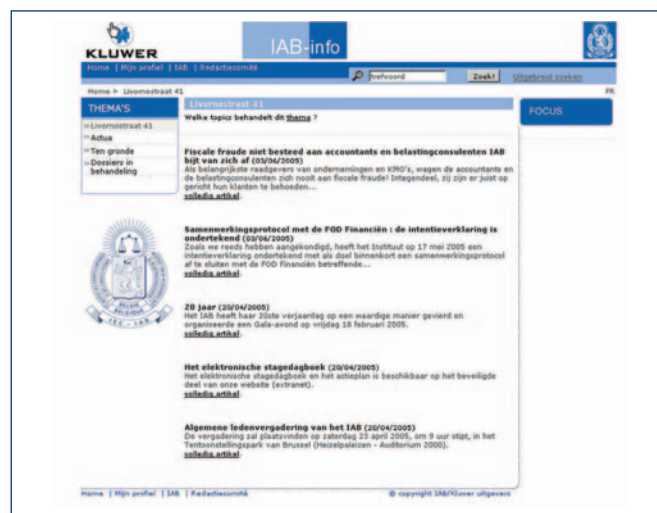 KLUWER
IAB-info
Home | Mijn profiel | IAB | Redactiecomité
trefwoord
Zoek!
Uitgebreid zoeken
Home > Livornostraat 41
FR
THEMA'S
Livornostraat 41
Actua
Ten gronde
Dossiers in
behandeling
Livornostraat 41
Welke topics behandelt dit thema ?
Fiscale fraude niet besteed aan accountants en belastingconsulenten IAB
bijt van zich af (03/06/2005)
Als belangrijkste raadgevers van ondernemingen en KMO's, wagen de accountants en
de belastingconsulenten zich nooit aan fiscale fraude! Integendeel, zij zijn er juist op
gericht hun klanten te behoeden...
volledig artikel.
Samenwerkingsprotocol met de FOD Financiën : de intentieverklaring is
ondertekend (03/06/2005)
Zoals we reeds hebben aangekondigd, heeft het Instituut op 17 mei 2005 een
intentieverklaring ondertekend met als doel binnenkort een samenwerkingsprotocol
af te sluiten met de FOD Financiën betreffende...
volledig artikel.
20 jaar (20/04/2005)
Het IAB heeft haar 20ste verjaardag op een waardige manier gevierd en
organiseerde een Gala-avond op vrijdag 18 februari 2005.
volledig artikel.
Het elektronische stagedagboek (20/04/2005)
Het elektronische stagedagboek en het actieplan is beschikbaar op het beveiligde
deel van onze website (extranet).
volledig artikel.
Algemene ledenvergadering van het IAB (20/04/2005)
De vergadering zal plaatsvinden op zaterdag 23 april 2005, om 9 uur stipt, in het
Tentoonstellingspark van Brussel (Heizelpaleizen - Auditorium 2000).
volledig artikel.
FOCUS
BELGIË
BELGIQUE
I.E.C. - I.A.B.
Home | Mijn profiel | IAB | Redactiecomité
© copyright IAB/Kluwer uitgevers